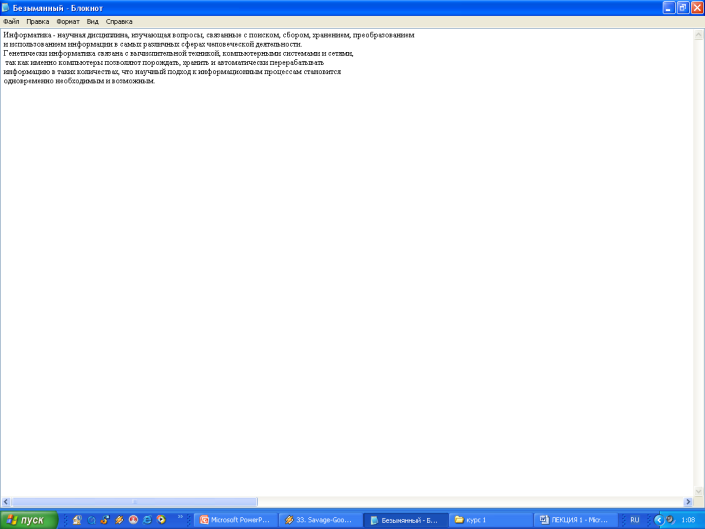 Безымянный - Блокнот
Файл Правка Формат Вид Справка
Информатика - научная дисциплина, изучающая вопросы, связанные с поиском, сбором, хранением, преобразованием
и использованием информации в самых различных сферах человеческой деятельности.
Генетически информатика связана с вычислительной техникой, компьютерными системами и сетями,
так как именно компьютеры позволяют порождать, хранить и автоматически перерабатывать
информацию в таких количествах, что научный подход к информационным процессам становится
одновременно необходимым и возможным.
пуск Microsoft PowerP... 33. Savage-Goo... Безымянный - Б... курс 1 ЛЕКЦИЯ 1 - Micr... RU 1:08